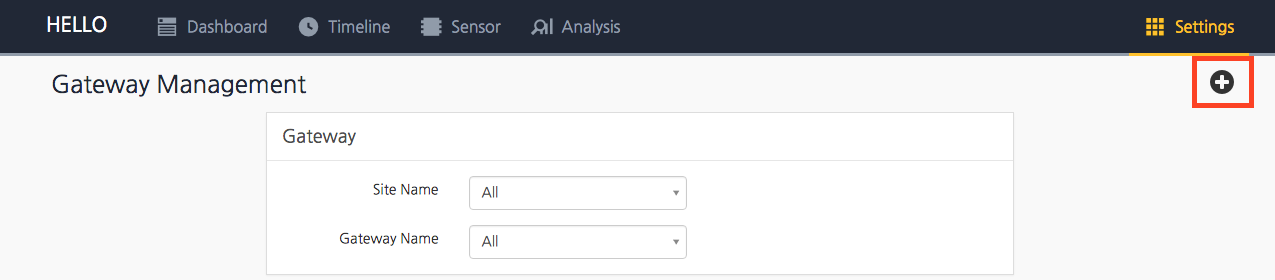 HELLO Dashboard Timeline Sensor Analysis Settings
Gateway Management
Gateway
Site Name All
Gateway Name All